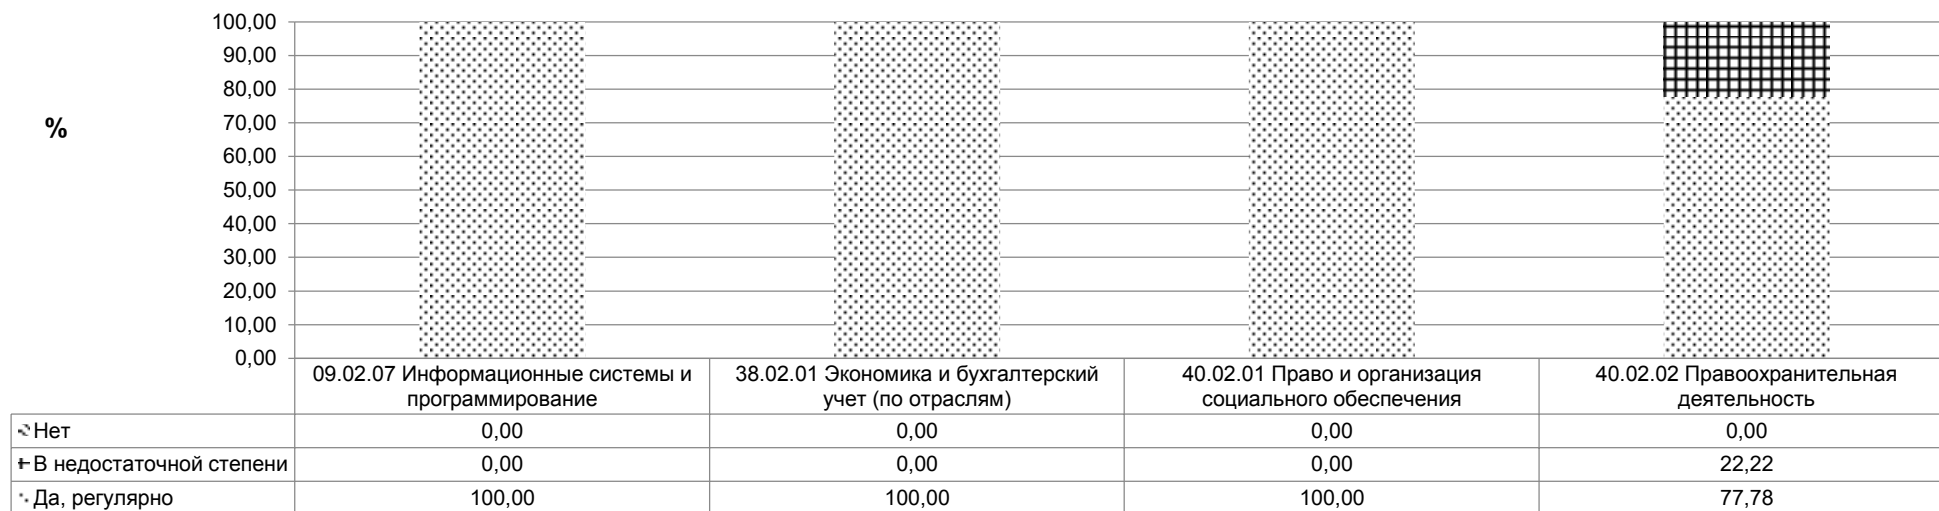 100,00
90,00
80,00
70,00
60,00
50,00
40,00
30,00
20,00
10,00
0,00
%
09.02.07 Информационные системы и
программирование
38.02.01 Экономика и бухгалтерский
учет (по отраслям)
40.02.01 Право и организация
социального обеспечения
40.02.02 Правоохранительная
деятельность
Нет 0,00 0,00 0,00 0,00
В недостаточной степени 0,00 0,00 0,00 22,22
Да, регулярно 100,00 100,00 100,00 77,78